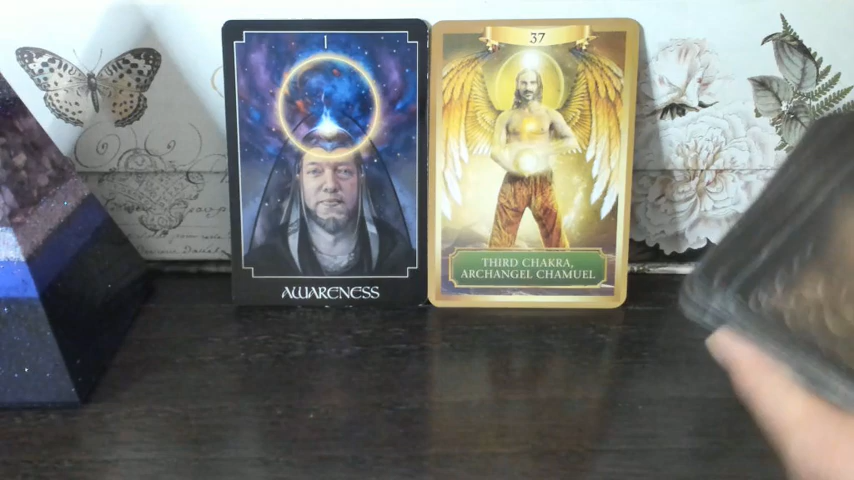 1
AWARENESS
37
THIRD CHAKRA,
ARCHANGEL CHAMUEL